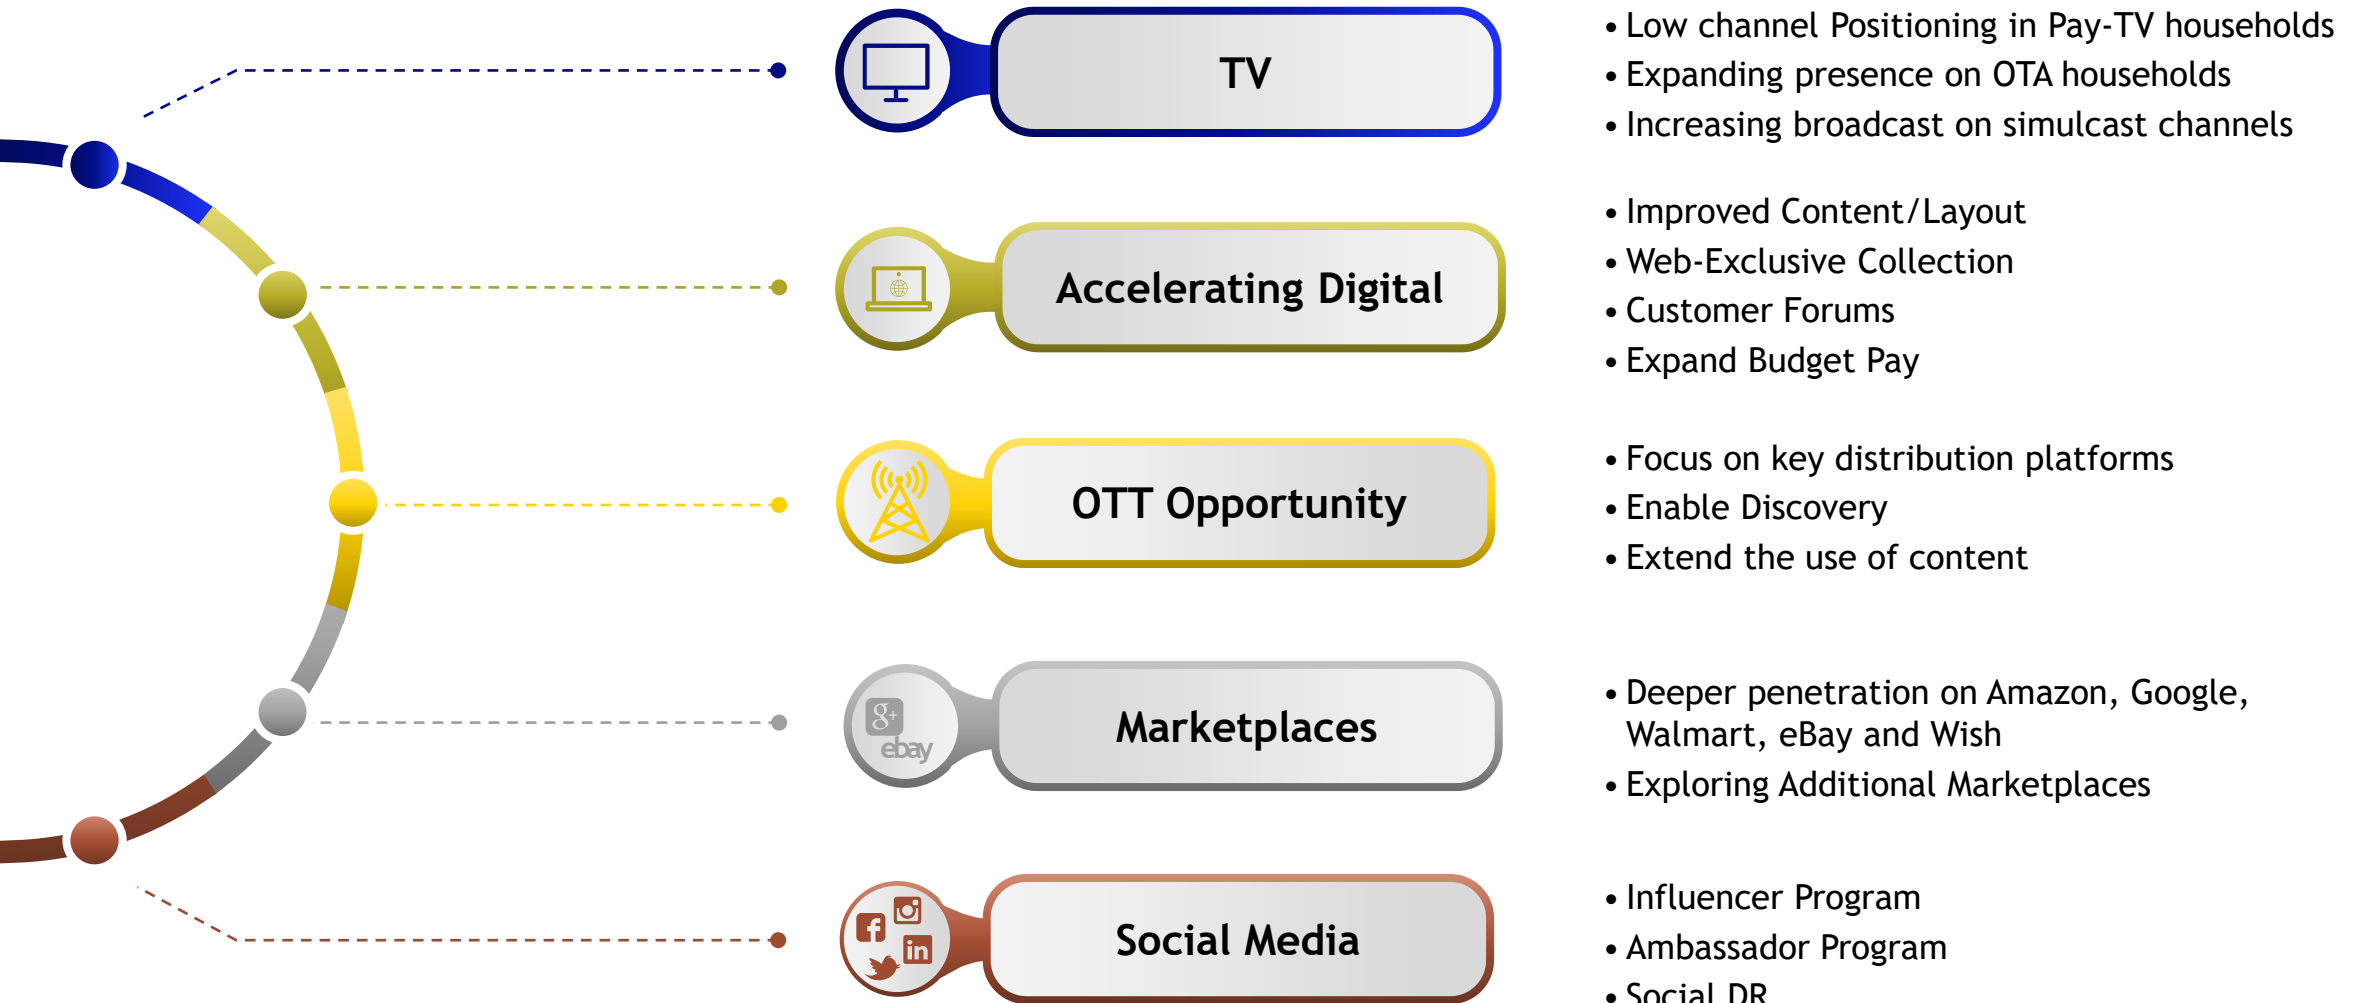 TV
• Low channel Positioning in Pay-TV households
• Expanding presence on OTA households
• Increasing broadcast on simulcast channels
Accelerating Digital
• Improved Content/Layout
• Web-Exclusive Collection
• Customer Forums
• Expand Budget Pay
OTT Opportunity
• Focus on key distribution platforms
• Enable Discovery
• Extend the use of content
g+
ebay
Marketplaces
• Deeper penetration on Amazon, Google,
Walmart, eBay and Wish
• Exploring Additional Marketplaces
f
in
Social Media
• Influencer Program
• Ambassador Program
• Social DR